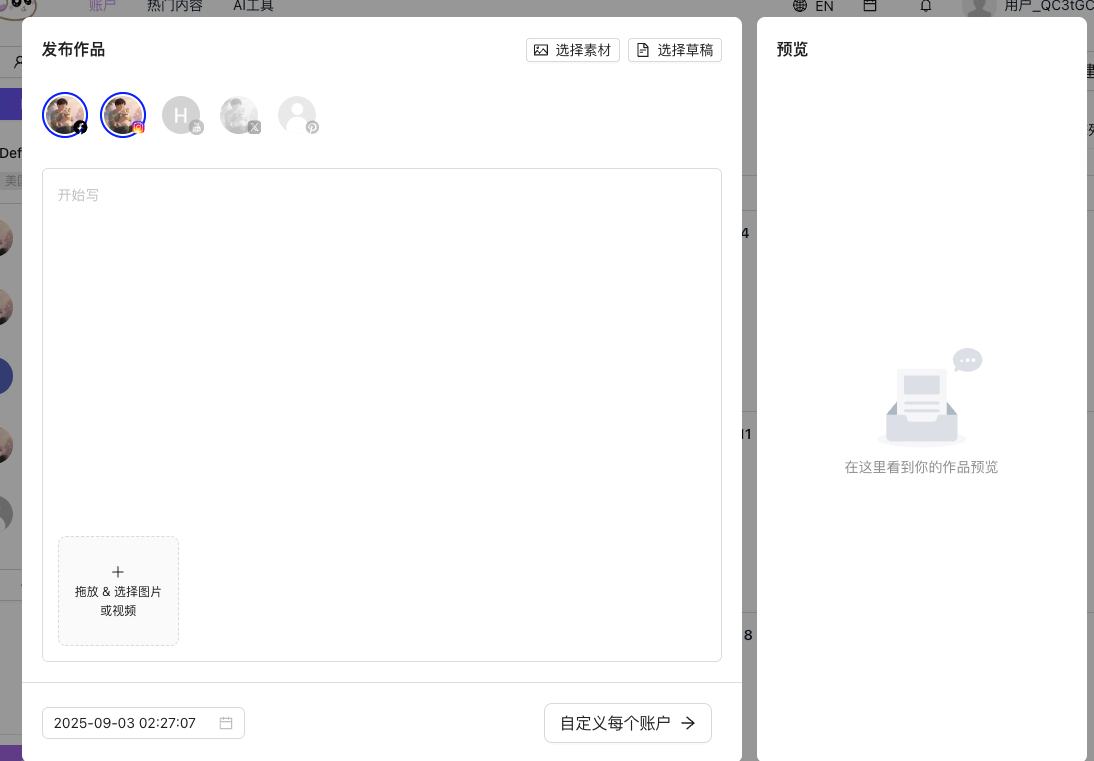 账户
热门内容
AI工具
EN
用户_QC3tGC
发布作品
选择素材
选择草稿
预览
H
Def
美国
开始写
4
11
在这里看到你的作品预览
拖放 & 选择图片
或视频
8
2025-09-03 02:27:07
自定义每个账户